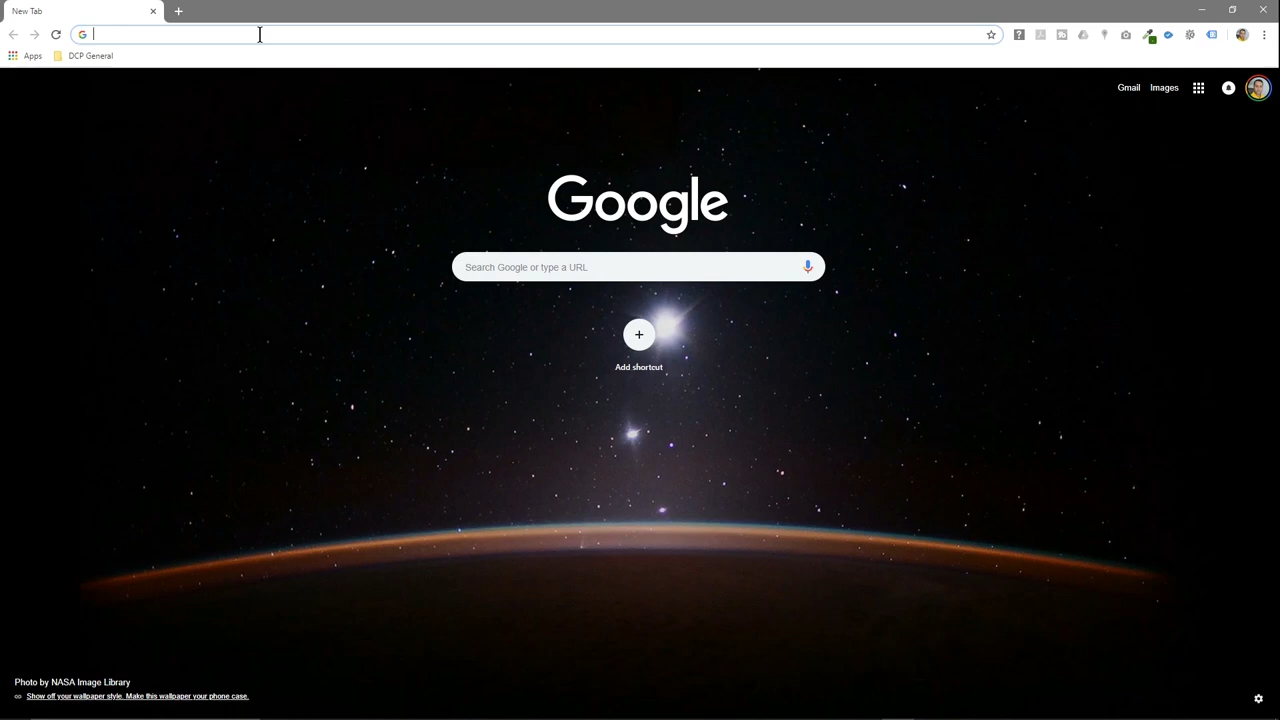 New Tab
Apps
DCP General
Gmail
Images
Google
Search Google or type a URL
Add shortcut
Photo by NASA Image Library
Show off your wallpaper style. Make this wallpaper your phone case.